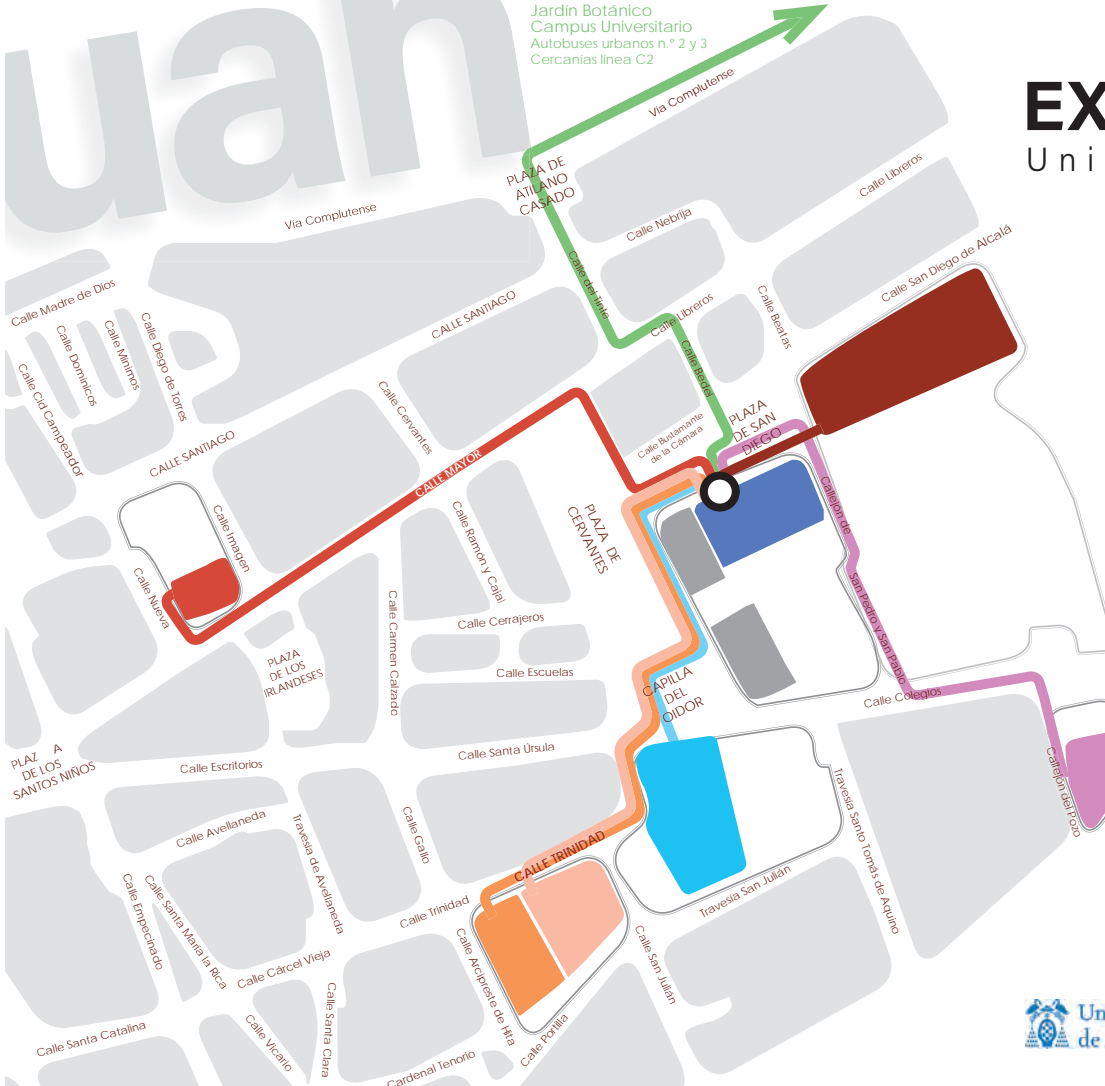 uan
Jardín Botánico
Campus Universitario
Autobuses urbanos n.º 2 y 3
Cercanías línea C2
EX
Uni
Vía Complutense
PLAZA DE
ATILANO
CASADO
Calle Libreros
Vía Complutense
Calle Nebrija
Calle San Diego de Alcalá
Calle Madre de Dios
Calle del Tinte
CALLE SANTIAGO
Calle Libreros
Calle Beatas
Calle Dominicos
Calle Mínimos
Calle Diego de Torres
Calle Cid Campeador
Calle Bedel
Calle Cervantes
PLAZA
DE SAN
DIEGO
Calle Bustamante
de la Cámara
CALLE SANTIAGO
CALLE MAYOR
Calle Imagen
Calle Ramón y Cajal
PLAZA DE
CERVANTES
Callejón de
San Pedro y San Pablo
Calle Nueva
Calle Cerrajeros
Calle Carmen Calzado
PLAZA
DE LOS
IRLANDESES
Calle Escuelas
CAPILLA
DEL
OIDOR
Calle Colegios
PLAZ A
DE LOS
SANTOS NIÑOS
Calle Escritorios
Calle Santa Úrsula
Callejón del Pozo
Calle Avellaneda
Travesía de Avellaneda
Calle Gallo
CALLE TRINIDAD
Travesía Santo Tomás de Aquino
Travesía San Julián
Calle Empecinado
Calle Santa María la Rica
Calle Trinidad
Calle Cárcel Vieja
Calle Arcipreste de Hita
Calle San Julián
Calle Santa Catalina
Calle Vicario
Calle Santa Clara
Calle Portilla
Cardenal Tenorio
Un
de